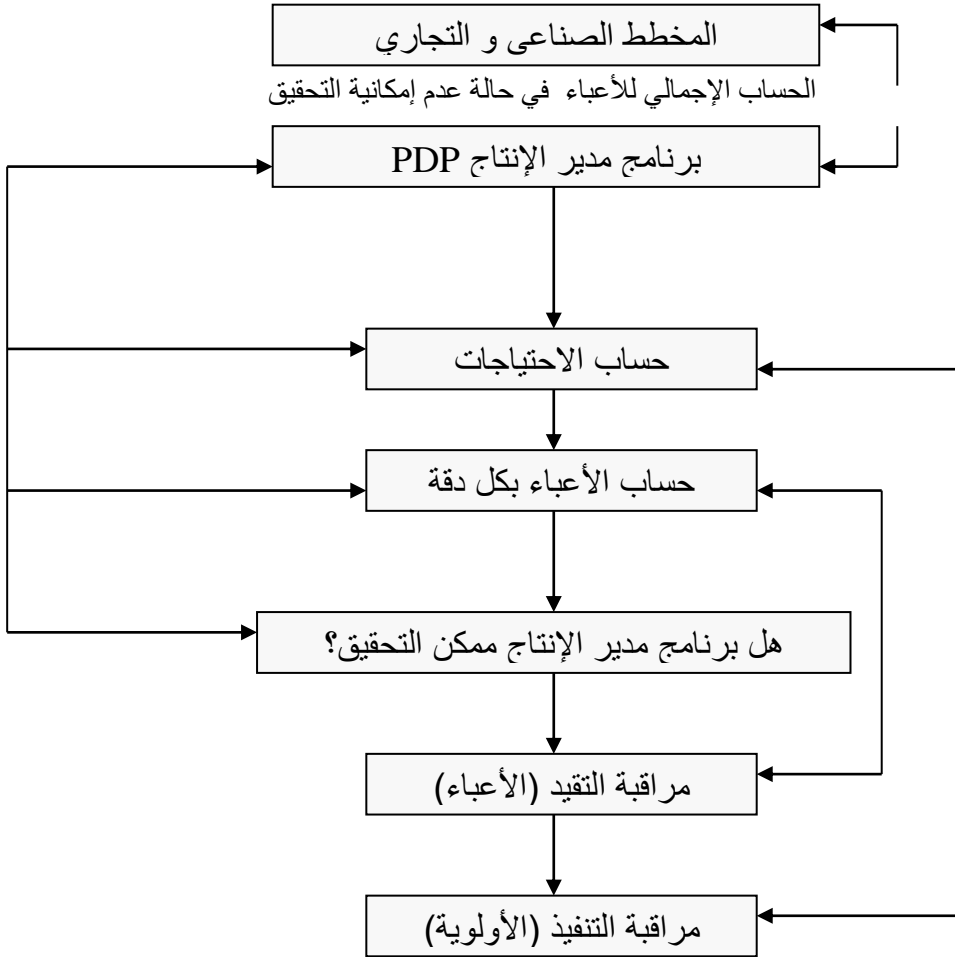 المخطط الصناعى و التجاري
الحساب الإجمالي للأعباء في حالة عدم إمكانية التحقيق
برنامج مدير الإنتاج PDP
حساب الاحتياجات
حساب الأعباء بكل دقة
هل برنامج مدير الإنتاج ممكن التحقيق؟
مراقبة التقيد (الأعباء)
مراقبة التنفيذ (الأولوية)